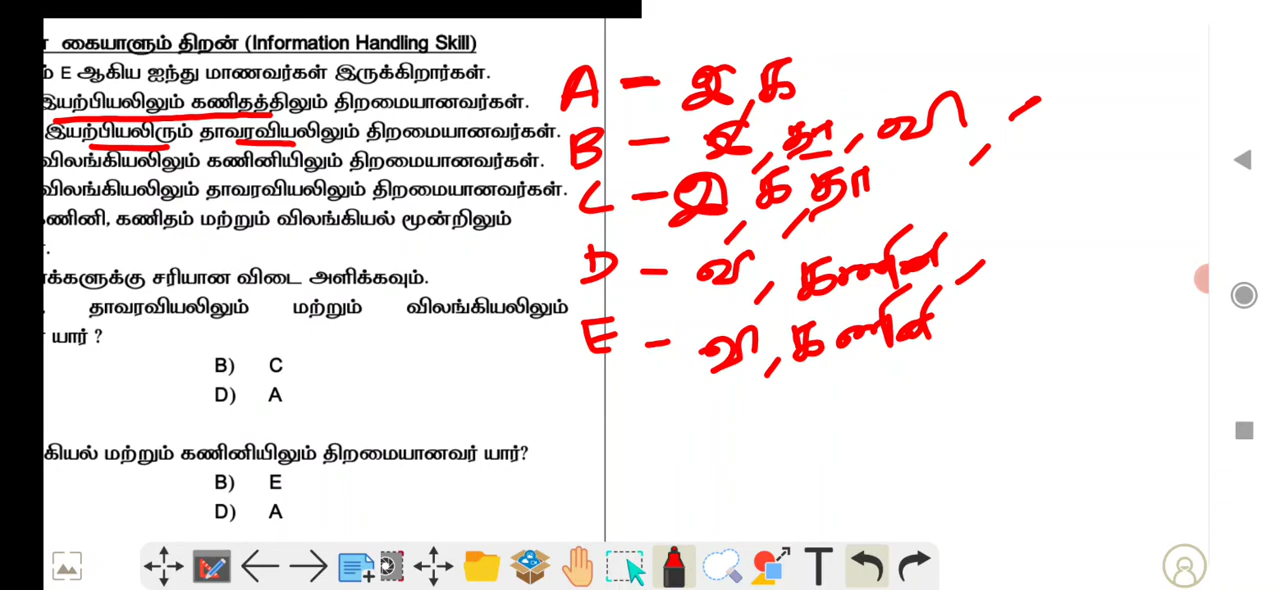 கையாளும் திறன் (Information Handling Skill)
ம் E ஆகிய ஐந்து மாணவர்கள் இருக்கிறார்கள்.
இயற்பியலிலும் கணிதத்திலும் திறமையானவர்கள்.
இயற்பியலிரும் தாவரவியலிலும் திறமையானவர்கள்.
விலங்கியலிலும் கணினியிலும் திறமையானவர்கள்.
விலங்கியலிலும் தாவரவியலிலும் திறமையானவர்கள்.
கணினி, கணிதம் மற்றும் விலங்கியல் மூன்றிலும்
க்களுக்கு சரியான விடை அளிக்கவும்.
தாவரவியலிலும் மற்றும் விலங்கியலிலும்
யார் ?
B) C
D) A
கியல் மற்றும் கணினியிலும் திறமையானவர் யார்?
B) E
D) A
A – இ, க
B – இ, தா, வி,
C – இ, க, தா
D – வி, கணினி,
E – வி, கணினி
T